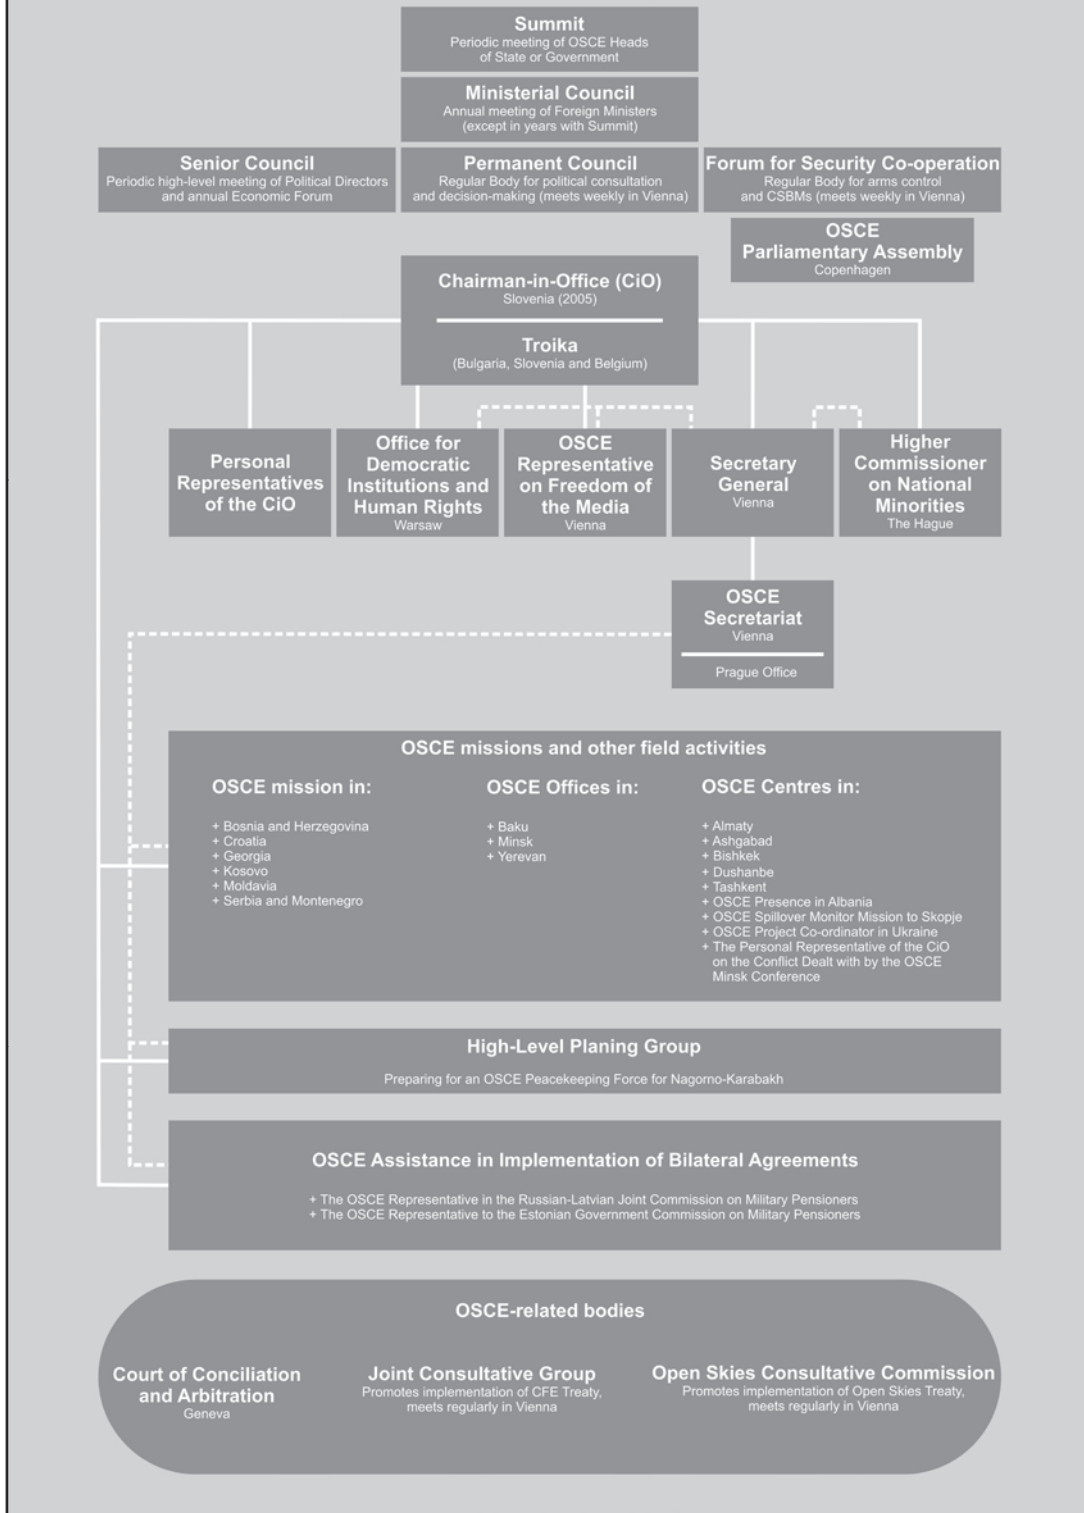 Summit
Periodic meeting of OSCE Heads
of State or Government
Ministerial Council
Annual meeting of Foreign Ministers
(except in years with Summit)
Senior Council
Periodic high-level meeting of Political Directors
and annual Economic Forum
Permanent Council
Regular Body for political consultation
and decision-making (meets weekly in Vienna)
Forum for Security Co-operation
Regular Body for arms control
and CSBMs (meets weekly in Vienna)
OSCE
Parliamentary Assembly
Copenhagen
Chairman-in-Office (CiO)
Slovenia (2005)
Troika
(Bulgaria, Slovenia and Belgium)
Personal
Representatives
of the CiO
Office for
Democratic
Institutions and
Human Rights
Warsaw
OSCE
Representative
on Freedom of
the Media
Vienna
Secretary
General
Vienna
Higher
Commissioner
on National
Minorities
The Hague
OSCE
Secretariat
Vienna
Prague Office
OSCE missions and other field activities
OSCE mission in:
+ Bosnia and Herzegovina
+ Croatia
+ Georgia
+ Kosovo
+ Moldavia
+ Serbia and Montenegro
OSCE Offices in:
+ Baku
+ Minsk
+ Yerevan
OSCE Centres in:
+ Almaty
+ Ashgabad
+ Bishkek
+ Dushanbe
+ Tashkent
+ OSCE Presence in Albania
+ OSCE Spillover Monitor Mission to Skopje
+ OSCE Project Co-ordinator in Ukraine
+ The Personal Representative of the CiO
on the Conflict Dealt with by the OSCE
Minsk Conference
High-Level Planing Group
Preparing for an OSCE Peacekeeping Force for Nagorno-Karabakh
OSCE Assistance in Implementation of Bilateral Agreements
+ The OSCE Representative in the Russian-Latvian Joint Commission on Military Pensioners
+ The OSCE Representative to the Estonian Government Commission on Military Pensioners
OSCE-related bodies
Court of Conciliation
and Arbitration
Geneva
Joint Consultative Group
Promotes implementation of CFE Treaty,
meets regularly in Vienna
Open Skies Consultative Commission
Promotes implementation of Open Skies Treaty,
meets regularly in Vienna